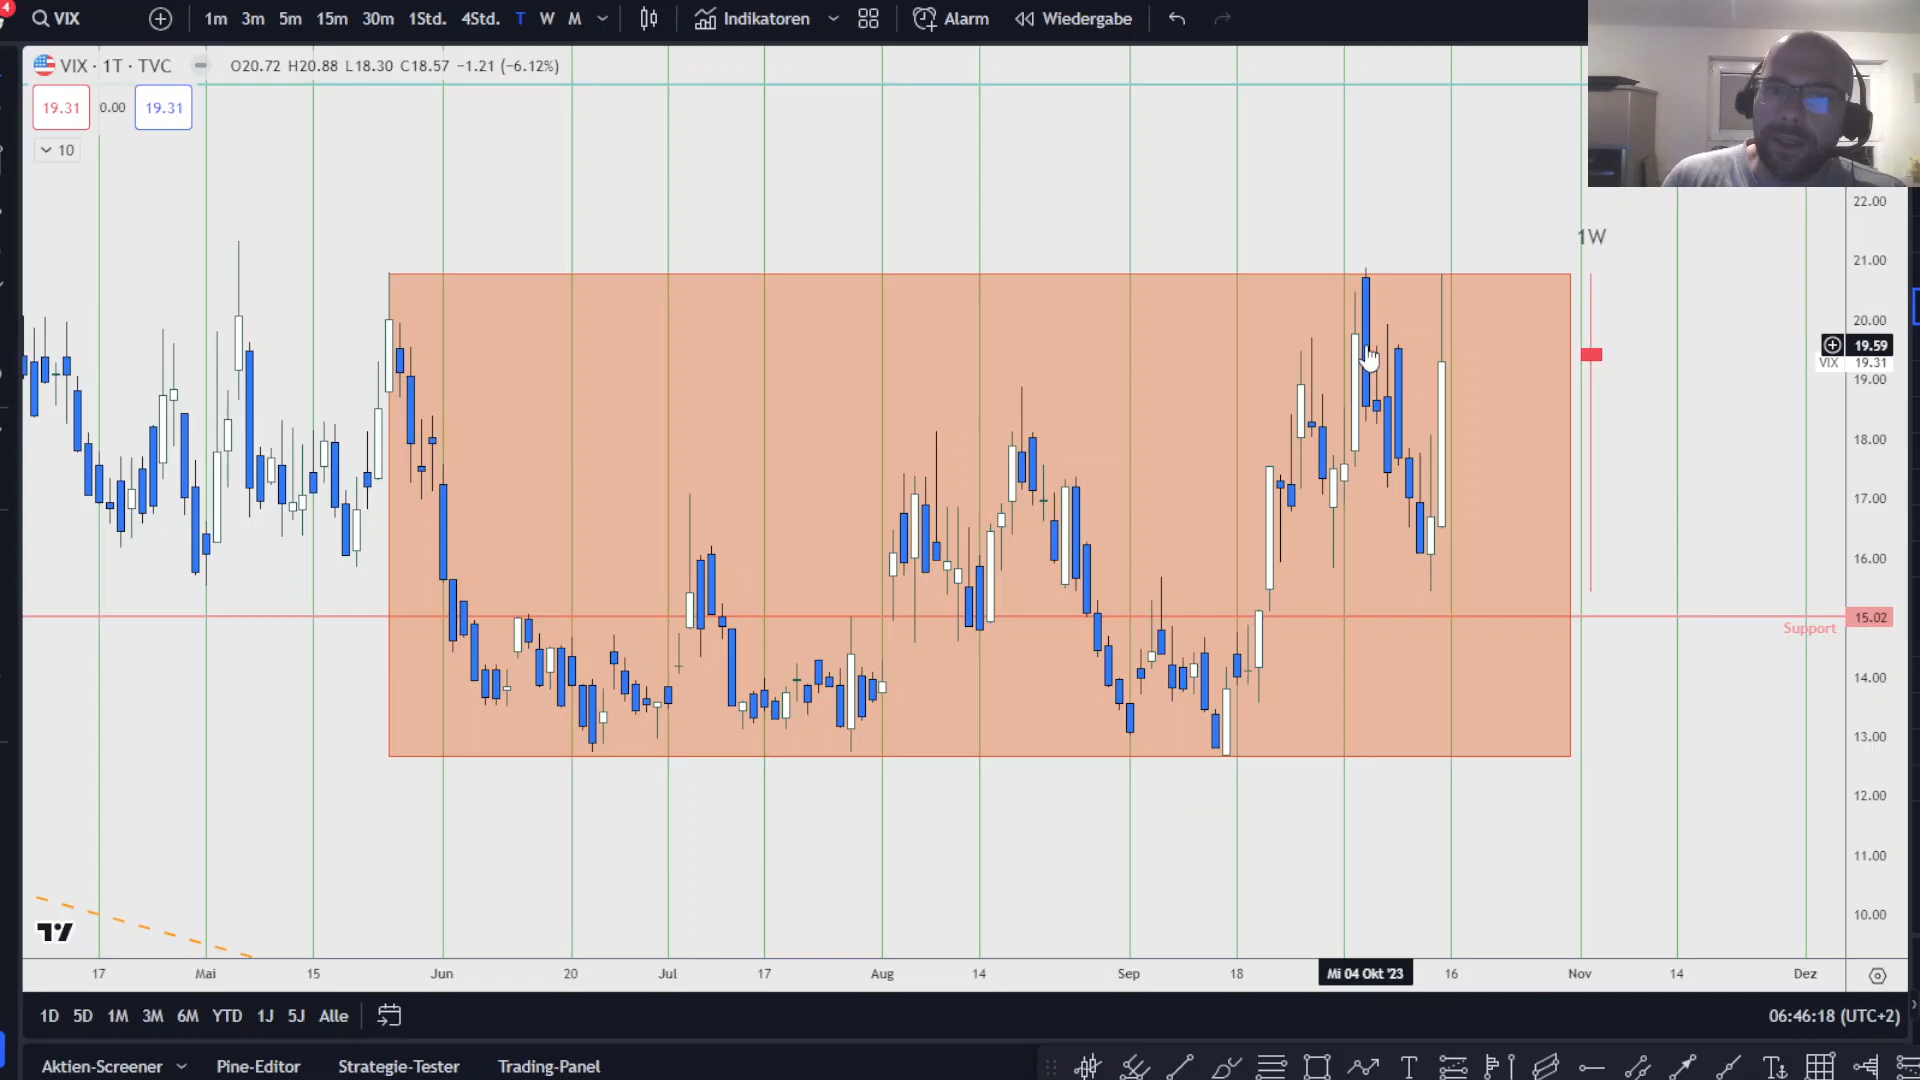 4
VIX
1m 3m 5m 15m 30m 1Std. 4Std. T W M
Indikatoren
Alarm
Wiedergabe
VIX · 1T · TVC
O20.72 H20.88 L18.30 C18.57 −1.21 (−6.12%)
19.31 0.00 19.31
10
22.00
1W
21.00
20.00
19.59
VIX 19.31
19.00
18.00
17.00
16.00
15.02
Support
14.00
13.00
12.00
11.00
10.00
17 Mai 15 Jun 20 Jul 17 Aug 14 Sep 18 Mi 04 Okt '23 16 Nov 14 Dez
1D 5D 1M 3M 6M YTD 1J 5J Alle
06:46:18 (UTC+2)
Aktien-Screener Pine-Editor Strategie-Tester Trading-Panel